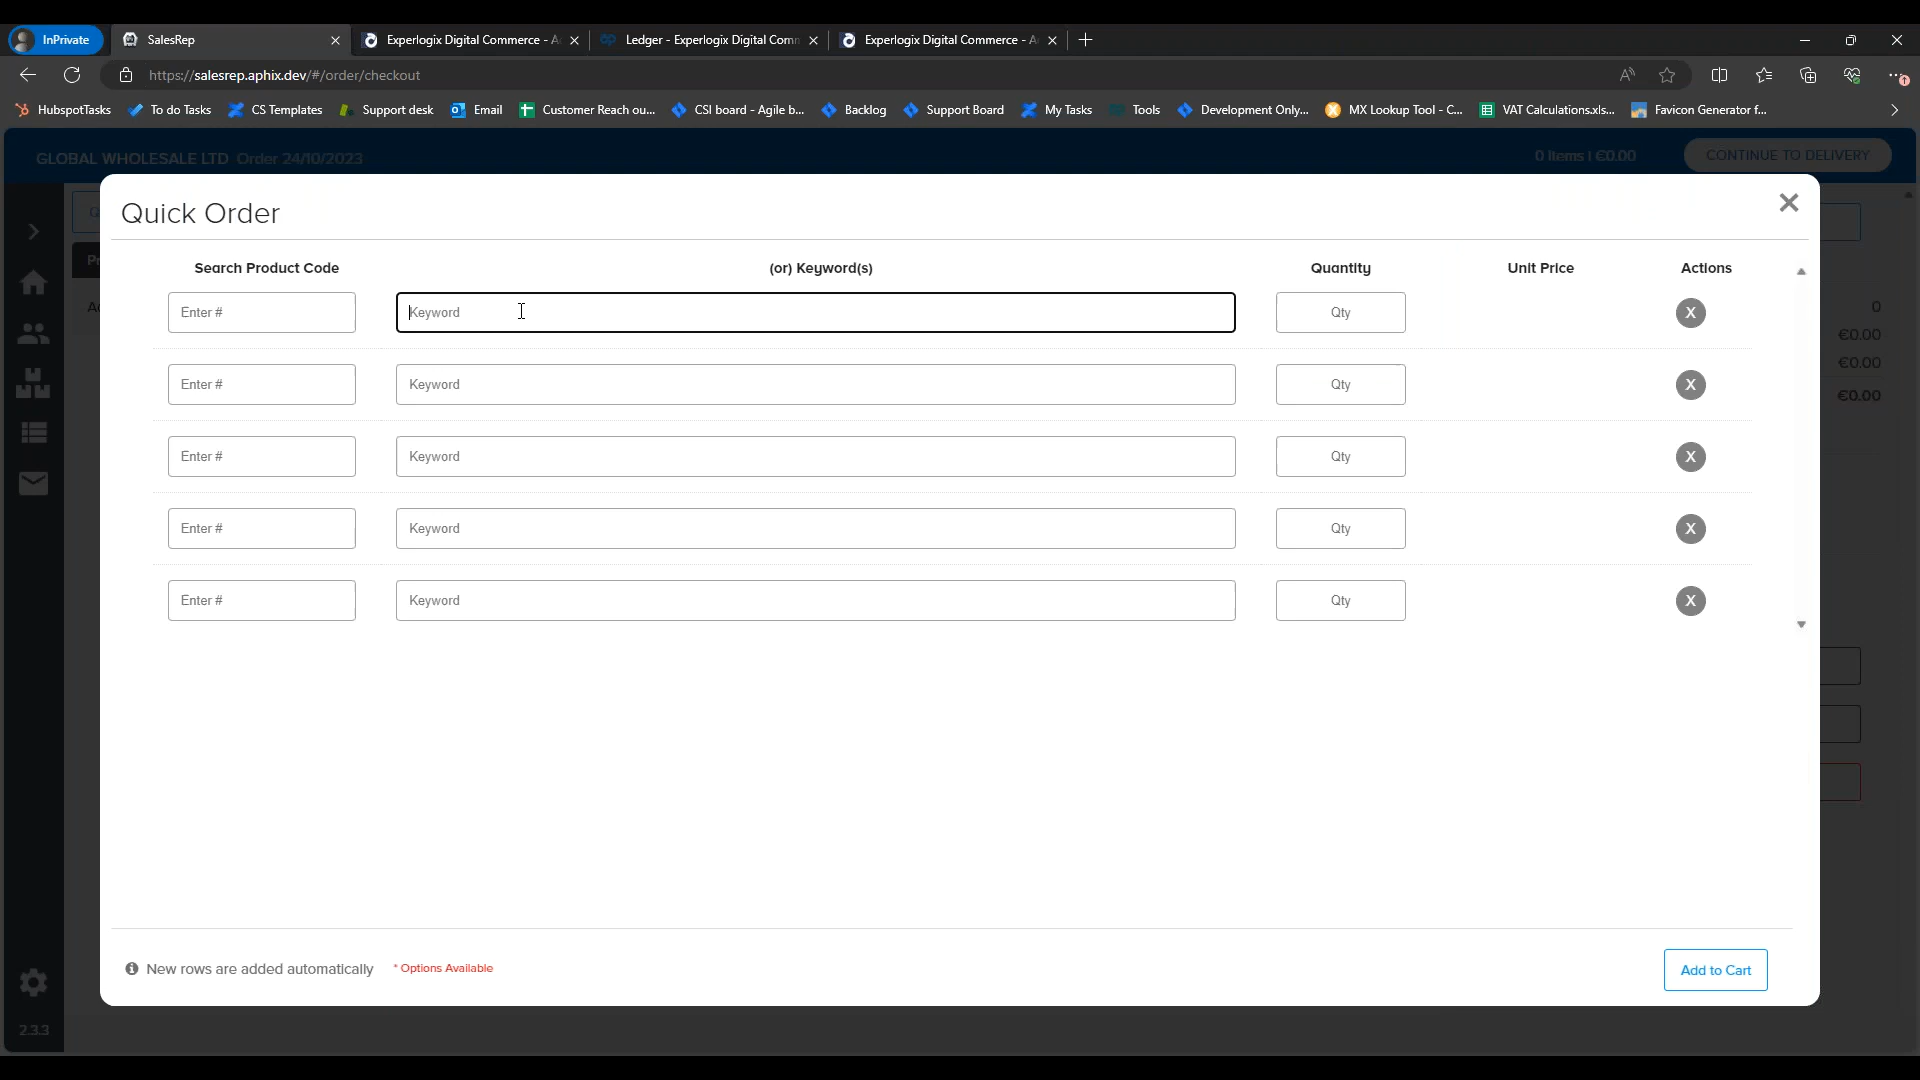 InPrivate SalesRep Experlogix Digital Commerce - A Ledger - Experlogix Digital Com Experlogix Digital Commerce - A
https://salesrep.aphix.dev/#/order/checkout
HubspotTasks To do Tasks CS Templates Support desk Email Customer Reach ou... CSI board - Agile b... Backlog Support Board My Tasks Tools Development Only... MX Lookup Tool - C... VAT Calculations.xls... Favicon Generator f...
GLOBAL WHOLESALE LTD Order 24/10/2023 0 Items | €0.00 CONTINUE TO DELIVERY
Quick Order
Search Product Code (or) Keyword(s) Quantity Unit Price Actions
Enter # Keyword Qty X
Enter # Keyword Qty X
Enter # Keyword Qty X
Enter # Keyword Qty X
Enter # Keyword Qty X
0
€0.00
€0.00
€0.00
New rows are added automatically * Options Available Add to Cart
2.3.3